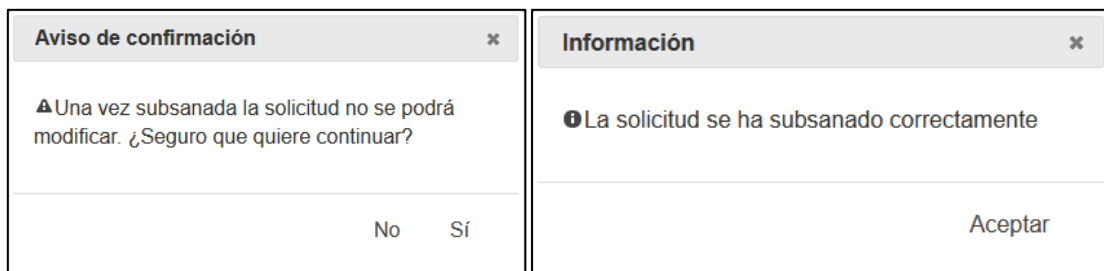 Aviso de confirmación
Una vez subsanada la solicitud no se podrá
modificar. ¿Seguro que quiere continuar?
No Sí
Información
La solicitud se ha subsanado correctamente
Aceptar